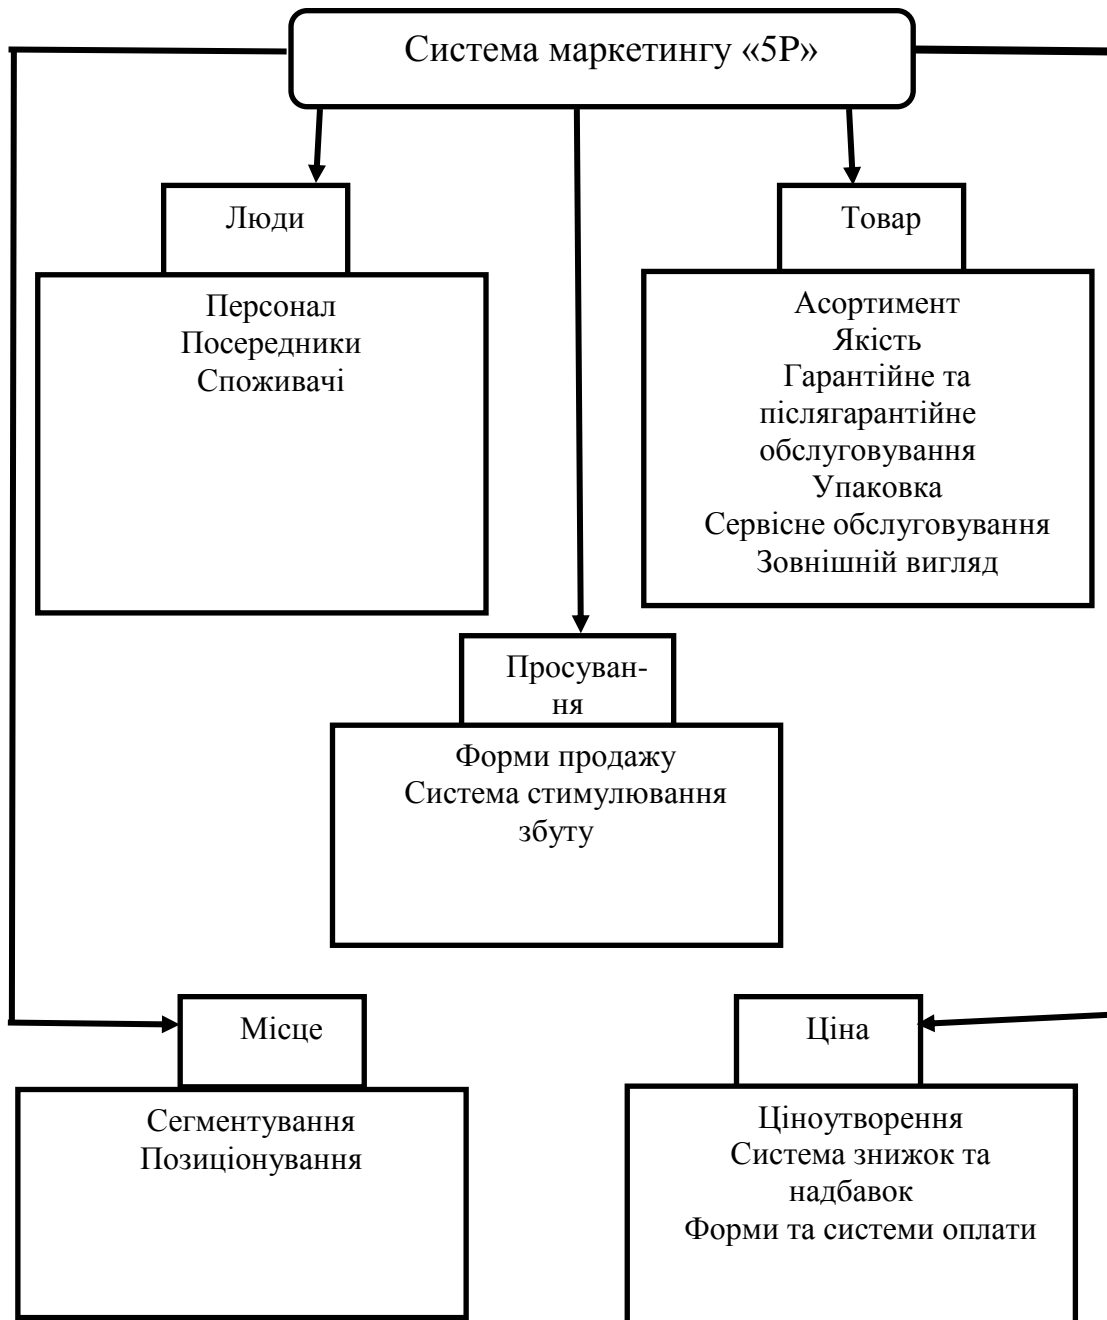 Система маркетингу «5Р»
Люди
Персонал
Посередники
Споживачі
Товар
Асортимент
Якість
Гарантійне та
післягарантійне
обслуговування
Упаковка
Сервісне обслуговування
Зовнішній вигляд
Просуван-
ня
Форми продажу
Система стимулювання
збуту
Місце
Сегментування
Позиціонування
Ціна
Ціноутворення
Система знижок та
надбавок
Форми та системи оплати